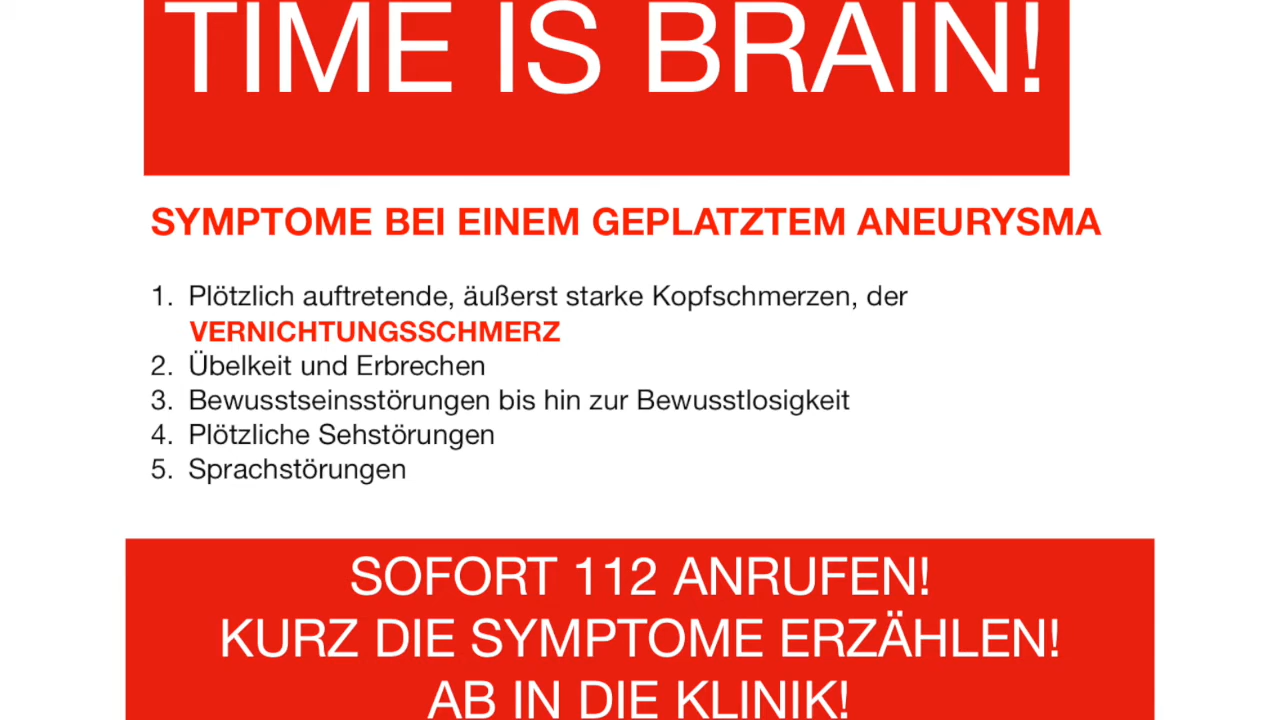 TIME IS BRAIN!
SYMPTOME BEI EINEM GEPLATZTEM ANEURYSMA
1. Plötzlich auftretende, äußerst starke Kopfschmerzen, der
VERNICHTUNGSSCHMERZ
2. Übelkeit und Erbrechen
3. Bewusstseinsstörungen bis hin zur Bewusstlosigkeit
4. Plötzliche Sehstörungen
5. Sprachstörungen
SOFORT 112 ANRUFEN!
KURZ DIE SYMPTOME ERZÄHLEN!
AB IN DIE KLINIK!